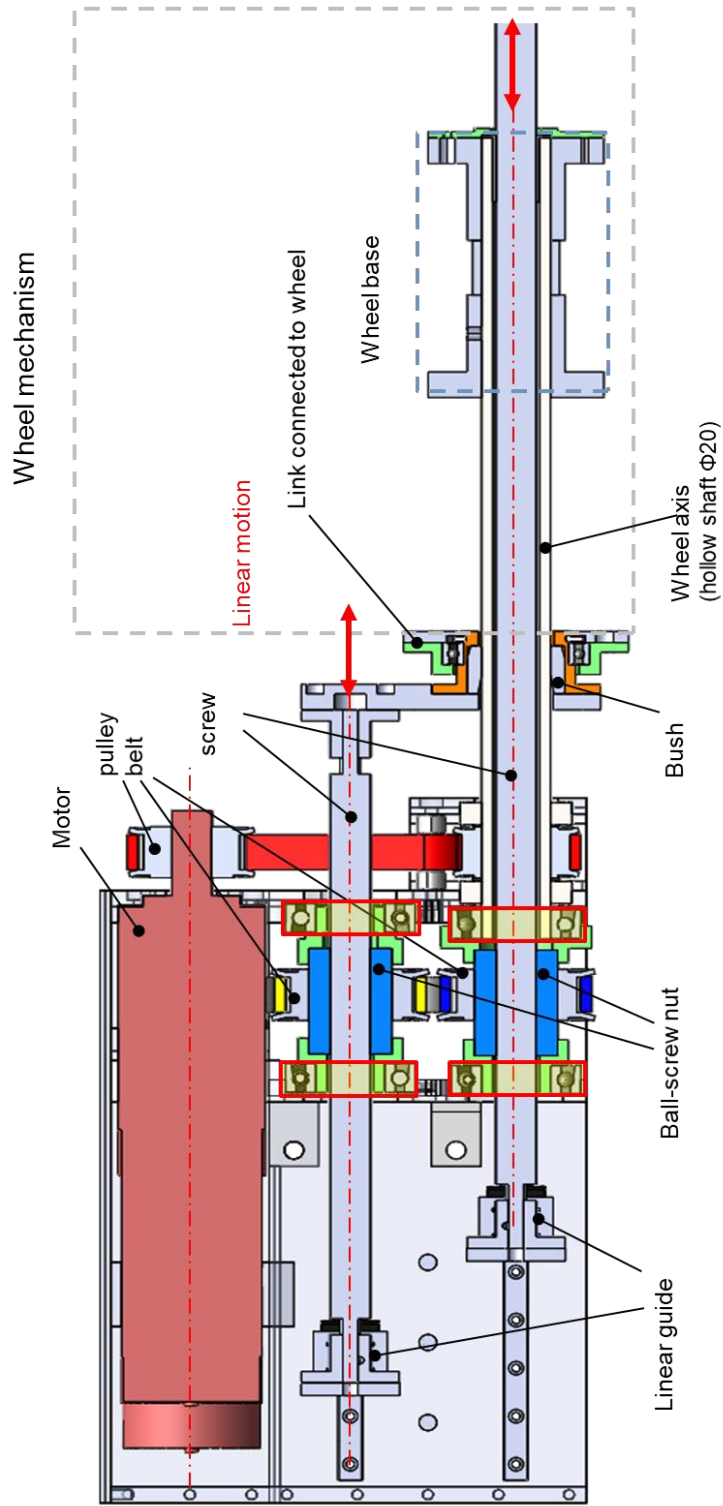 Wheel mechanism
Linear motion
Link connected to wheel
Wheel base
Motor
pulley
belt
screw
Wheel axis
(hollow shaft Φ20)
Bush
Ball-screw nut
Linear guide